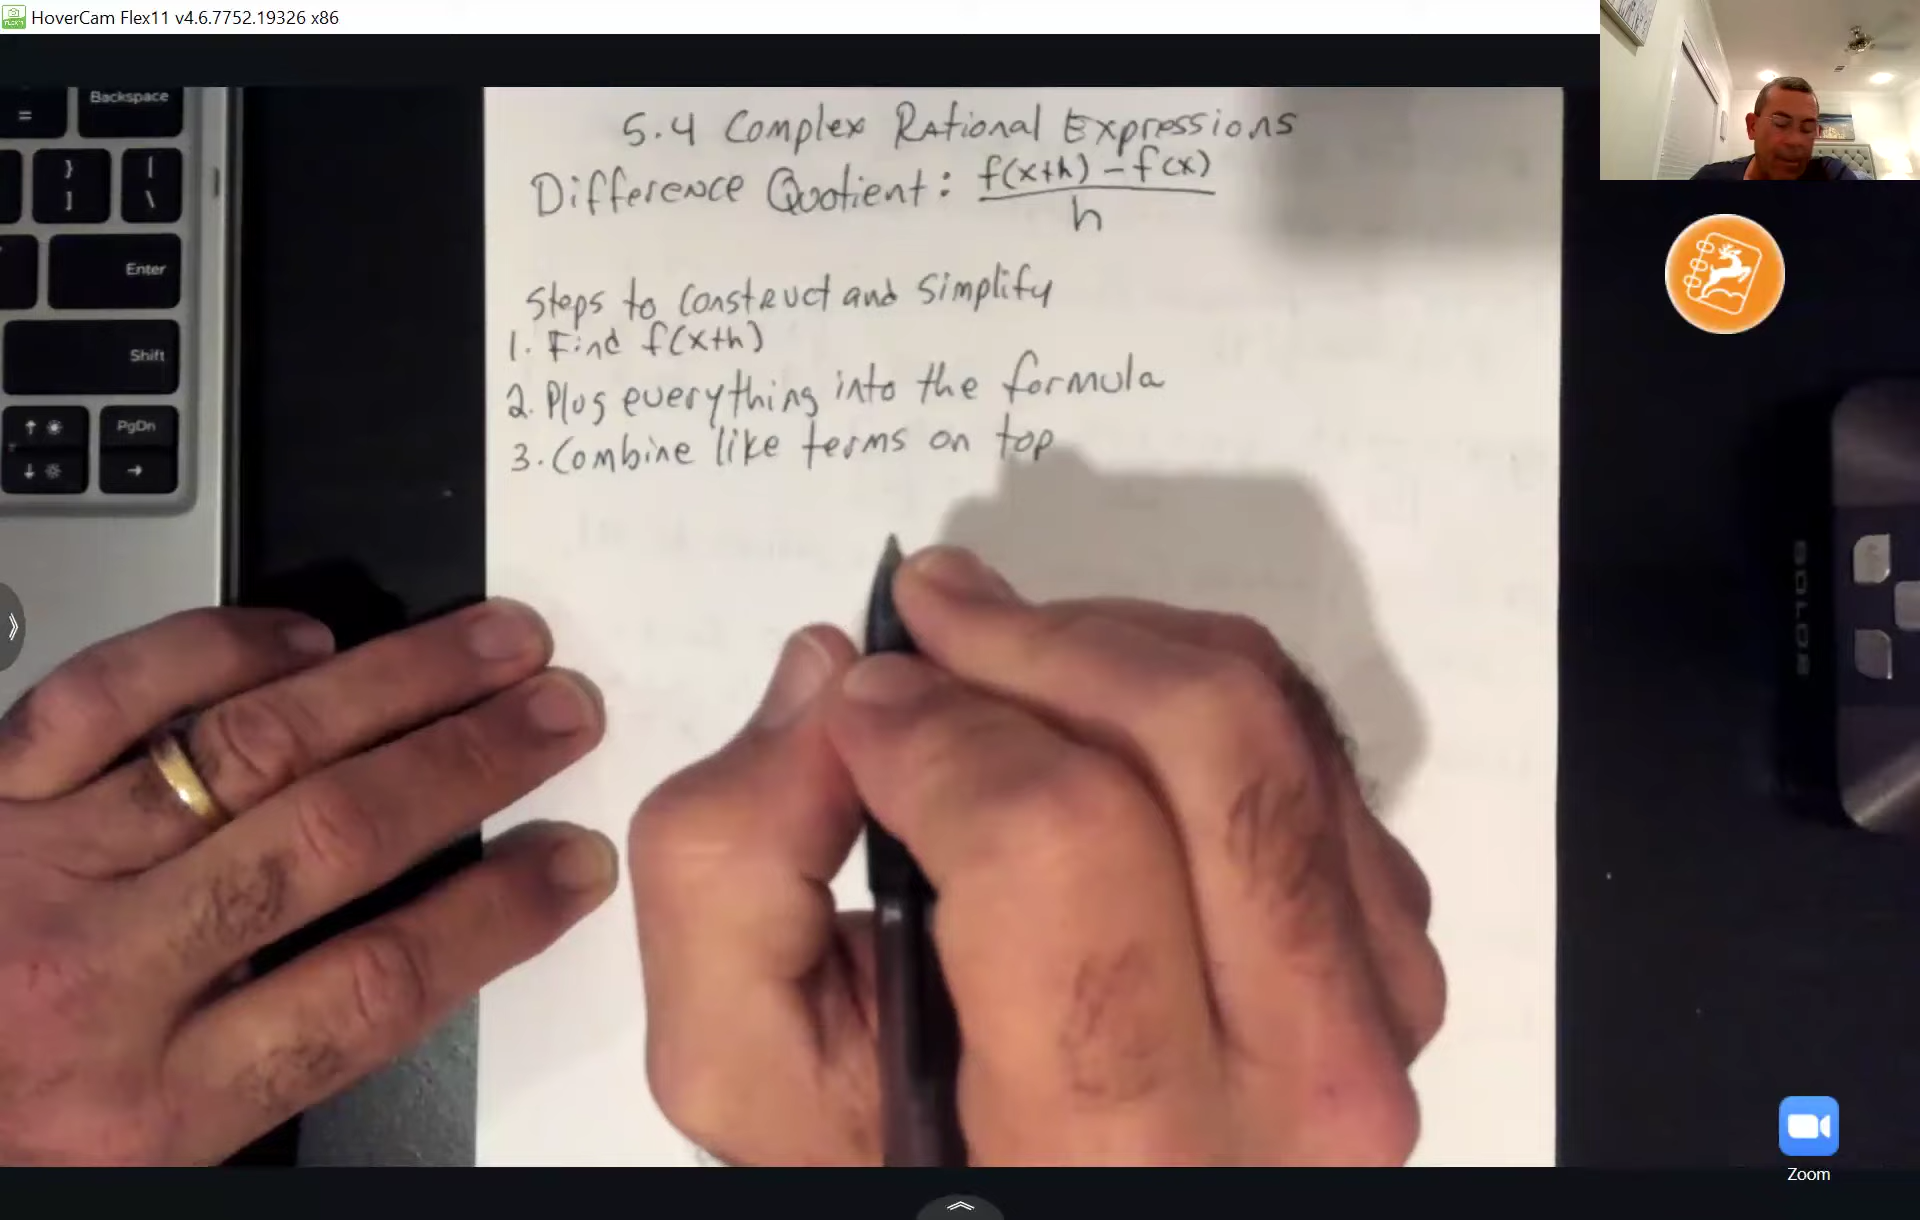 HoverCam Flex11 v4.6.7752.19326 x86
Backspace
=
} |
] \
Enter
Shift
PgDn
5.4 Complex Rational Expressions
Difference Quotient: f(x+h) - f(x)
h
Steps to construct and simplify
1. Find f(x+h)
2. Plug everything into the formula
3. Combine like terms on top
Zoom